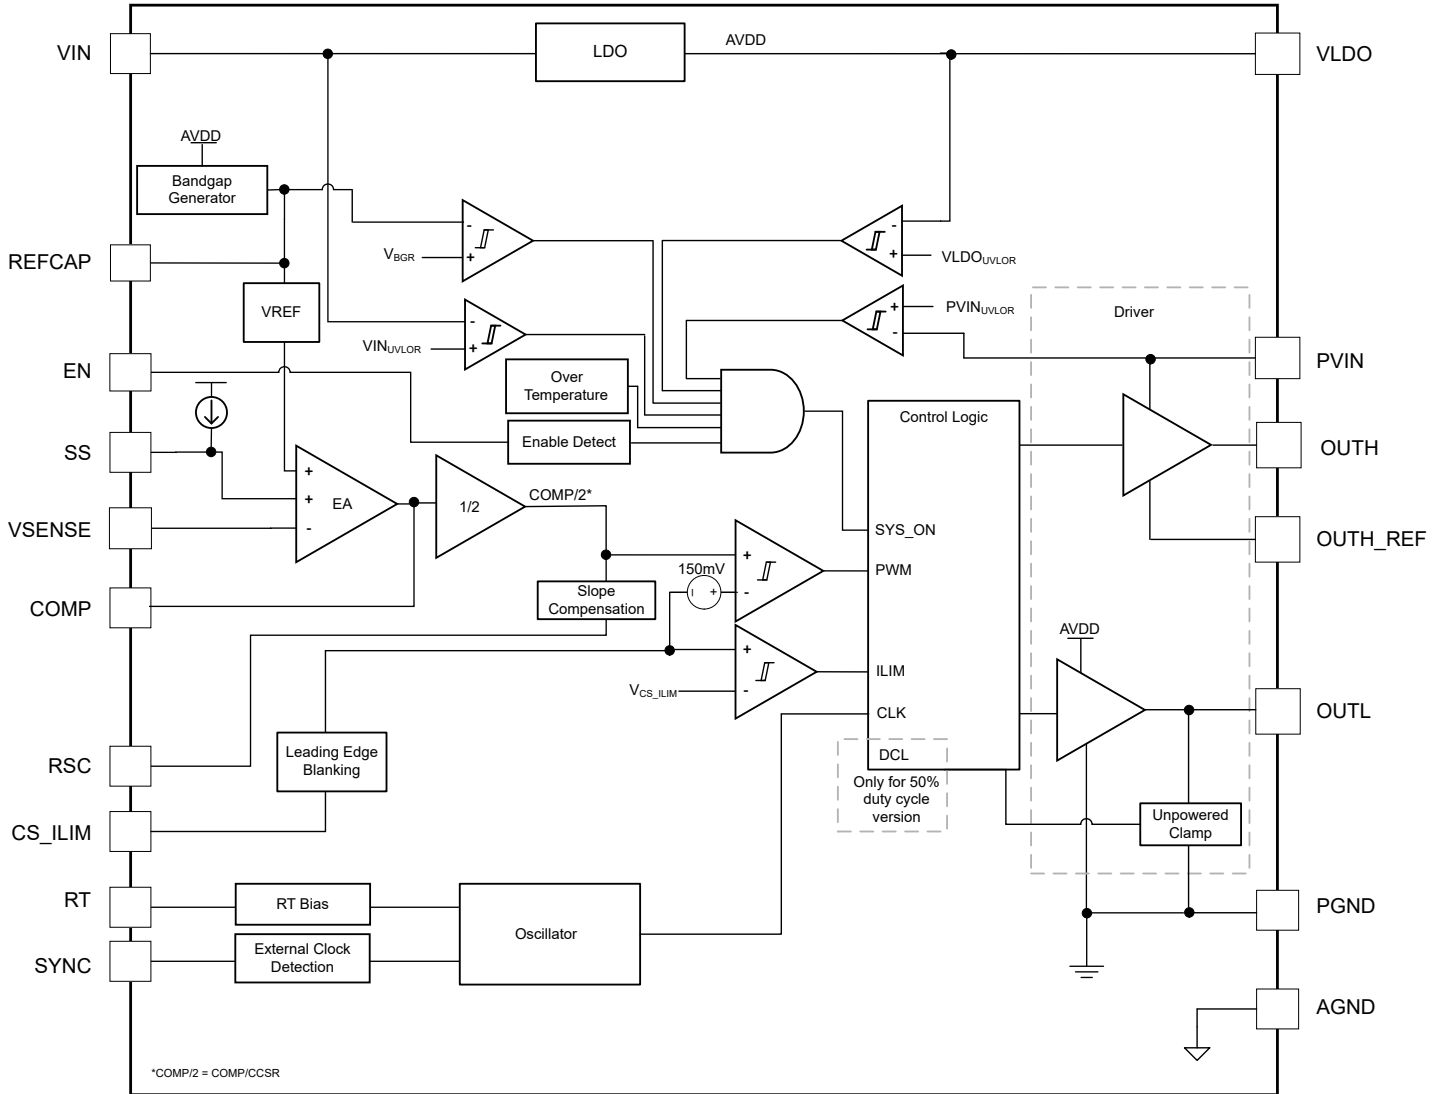 VIN
LDO
AVDD
VLDO
AVDD
Bandgap
Generator
REFCAP
VREF
VBGR
-
+
VINUVLOR
-
+
-
+
VLDOUVLOR
+
-
PVINUVLOR
Driver
PVIN
EN
Over
Temperature
Enable Detect
Control Logic
OUTH
SS
+
+
-
EA
1/2
COMP/2*
VSENSE
SYS_ON
PWM
OUTH_REF
COMP
150mV
+
+
-
Slope
Compensation
+
-
VCS_ILIM
ILIM
CLK
DCL
Only for 50%
duty cycle
version
AVDD
OUTL
Unpowered
Clamp
RSC
Leading Edge
Blanking
CS_ILIM
RT
RT Bias
Oscillator
PGND
SYNC
External Clock
Detection
AGND
*COMP/2 = COMP/CCSR